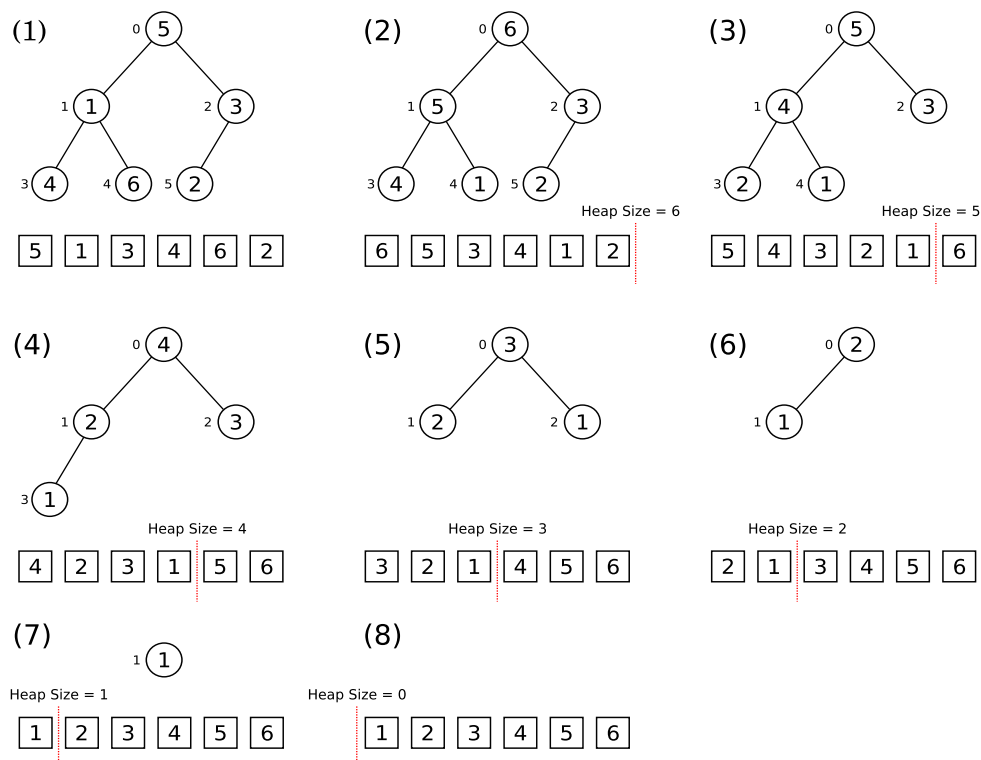 (1)
0 5
1 1 2 3
3 4 4 6 5 2
5 1 3 4 6 2
(2)
0 6
1 5 2 3
3 4 4 1 5 2
Heap Size = 6
6 5 3 4 1 2
(3)
0 5
1 4 2 3
3 2 4 1
Heap Size = 5
5 4 3 2 1 6
(4)
0 4
1 2 2 3
3 1
Heap Size = 4
4 2 3 1 5 6
(5)
0 3
1 2 2 1
Heap Size = 3
3 2 1 4 5 6
(6)
0 2
1 1
Heap Size = 2
2 1 3 4 5 6
(7)
1 1
Heap Size = 1
1 2 3 4 5 6
(8)
Heap Size = 0
1 2 3 4 5 6